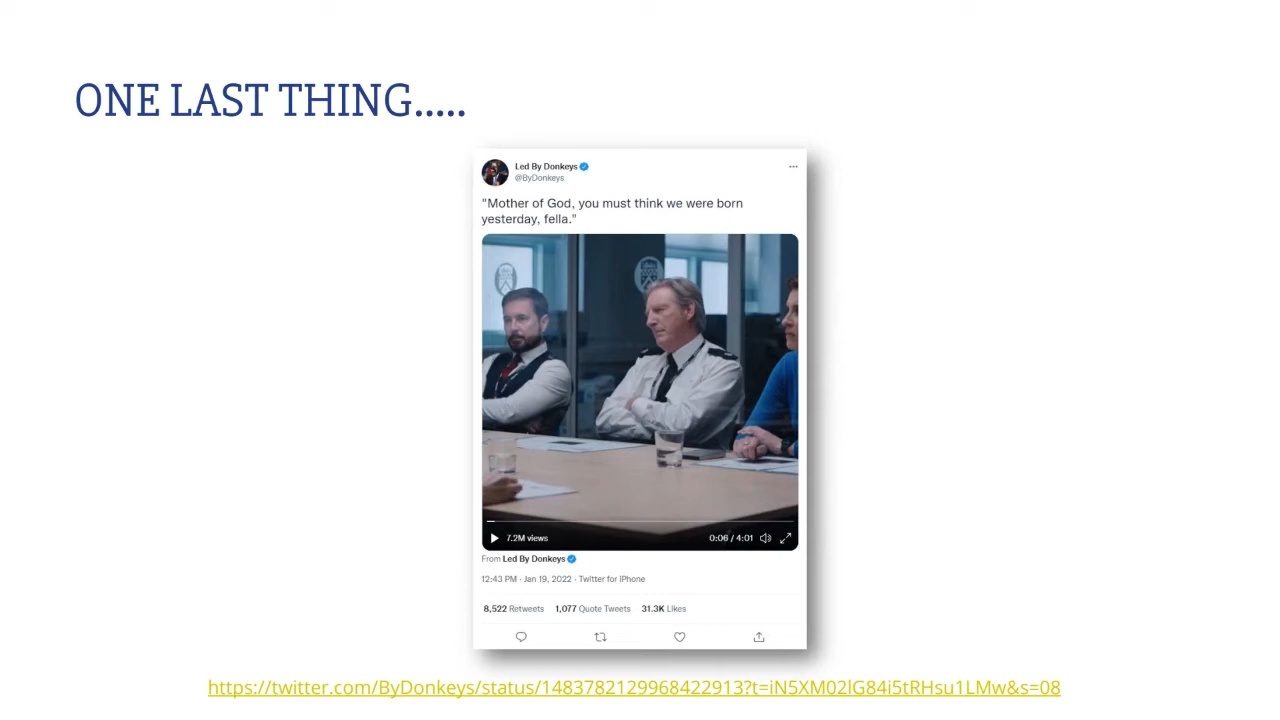 ONE LAST THING.....
Led By Donkeys
@ByDonkeys
"Mother of God, you must think we were born
yesterday, fella."
7.2M views
0:06 / 4:01
From Led By Donkeys
12:43 PM · Jan 19, 2022 · Twitter for iPhone
8,522 Retweets 1,077 Quote Tweets 31.3K Likes
https://twitter.com/ByDonkeys/status/1483782129968422913?t=iN5XM02lG84i5tRHsu1LMw&s=08